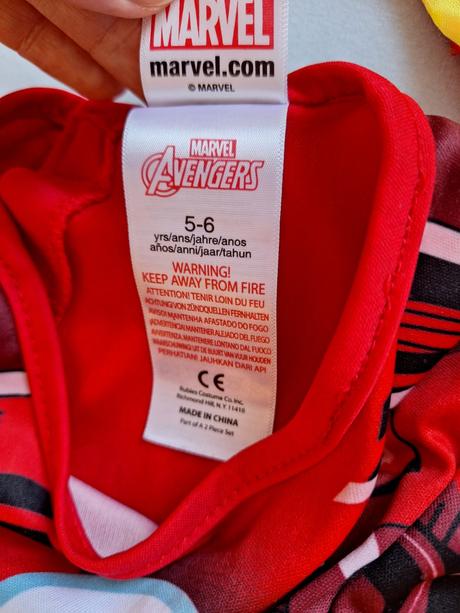 MARVEL
marvel.com
© MARVEL
MARVEL
AVENGERS
5-6
yrs/ans/jahre/anos
años/anni/jaar/tahun
WARNING!
KEEP AWAY FROM FIRE
ATTENTION! TENIR LOIN DU FEU
ACHTUNG! VON ZÜNDQUELLEN FERNHALTEN
AVISO! MANTENHA AFASTADO DO FOGO
¡ADVERTENCIA! MANTENER ALEJADO DEL FUEGO
AVVERTENZA: MANTENERE LONTANO DAL FUOCO
WAARSCHUWING: UIT DE BUURT VAN VUUR HOUDEN
PERHATIAN! JAUHKAN DARI API!
CE
Rubies Costume Co. Inc.
Richmond Hill, N.Y. 11418
MADE IN CHINA
Part of A 2 Piece Set